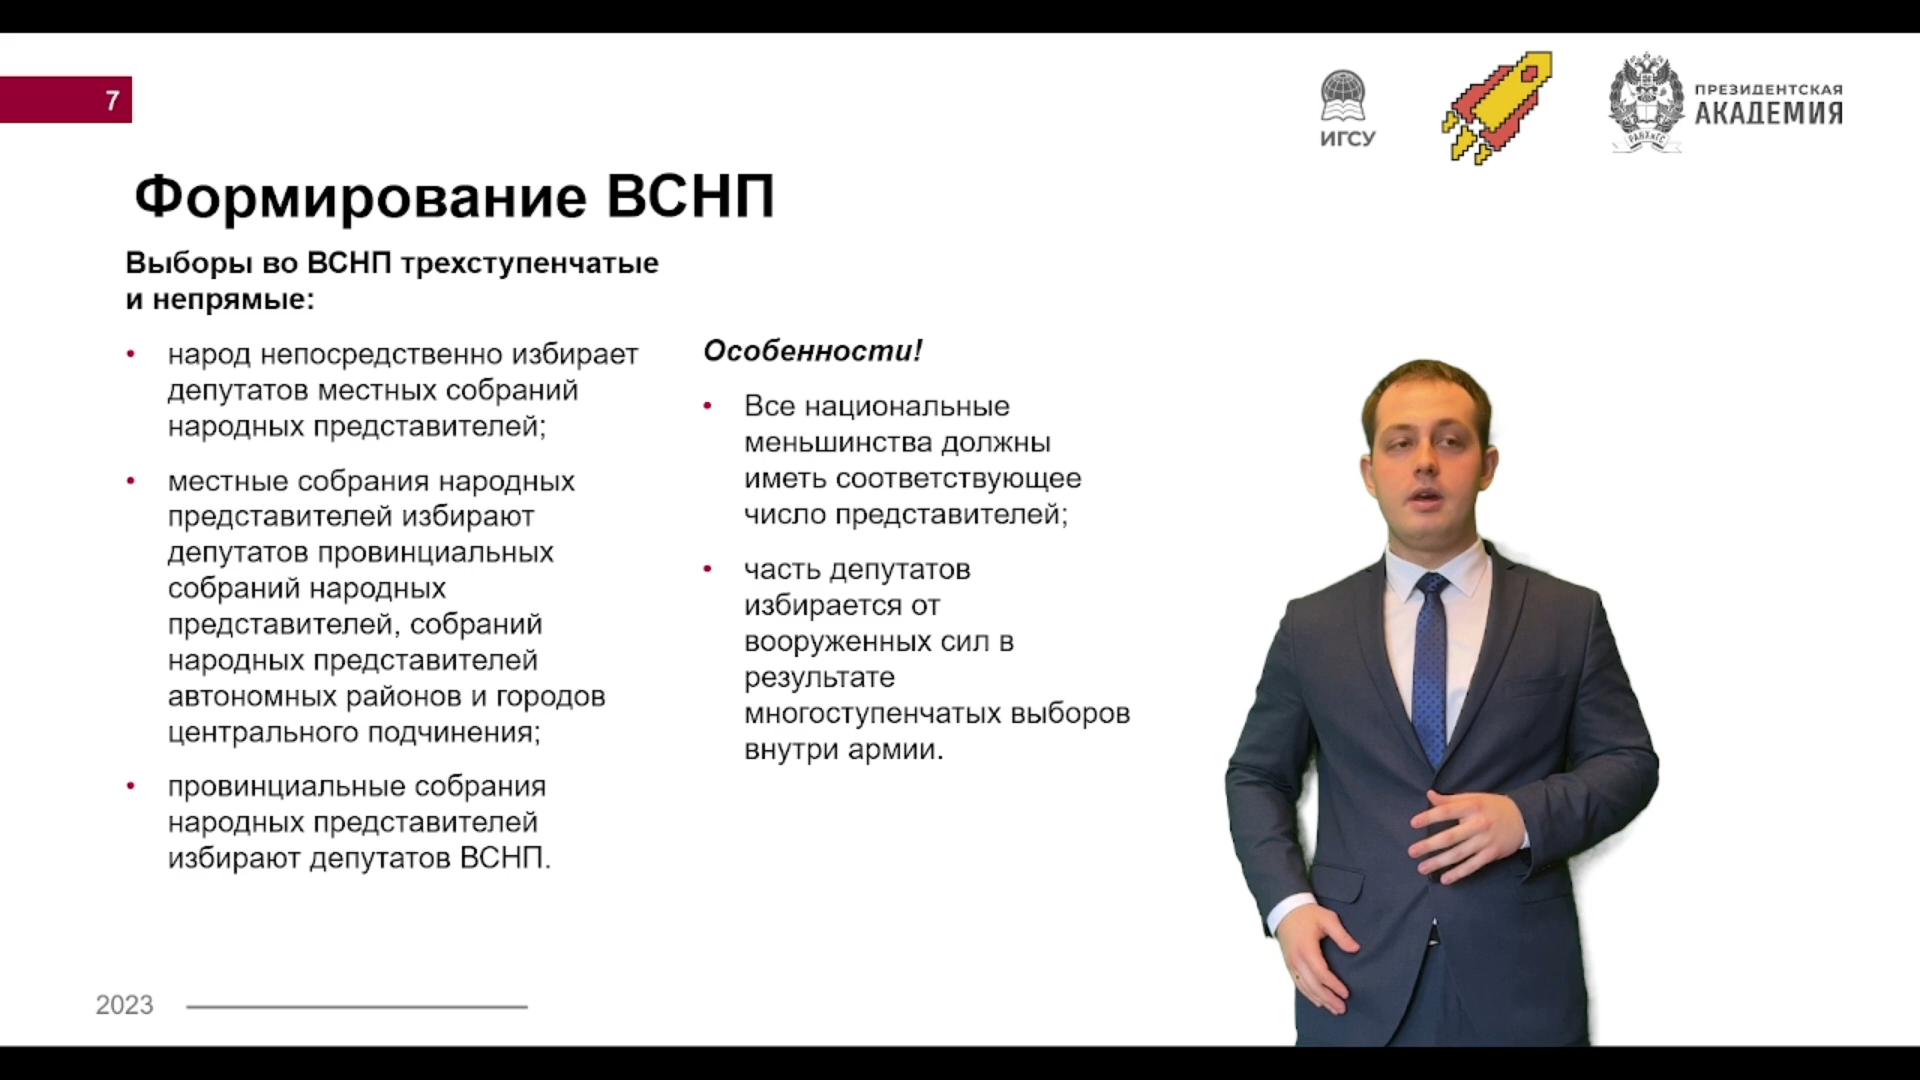 7
ИГСУ
ПРЕЗИДЕНТСКАЯ
АКАДЕМИЯ
РАНХиГС
Формирование ВСНП
Выборы во ВСНП трехступенчатые
и непрямые:
• народ непосредственно избирает
депутатов местных собраний
народных представителей;
• местные собрания народных
представителей избирают
депутатов провинциальных
собраний народных
представителей, собраний
народных представителей
автономных районов и городов
центрального подчинения;
• провинциальные собрания
народных представителей
избирают депутатов ВСНП.
Особенности!
• Все национальные
меньшинства должны
иметь соответствующее
число представителей;
• часть депутатов
избирается от
вооруженных сил в
результате
многоступенчатых выборов
внутри армии.
2023